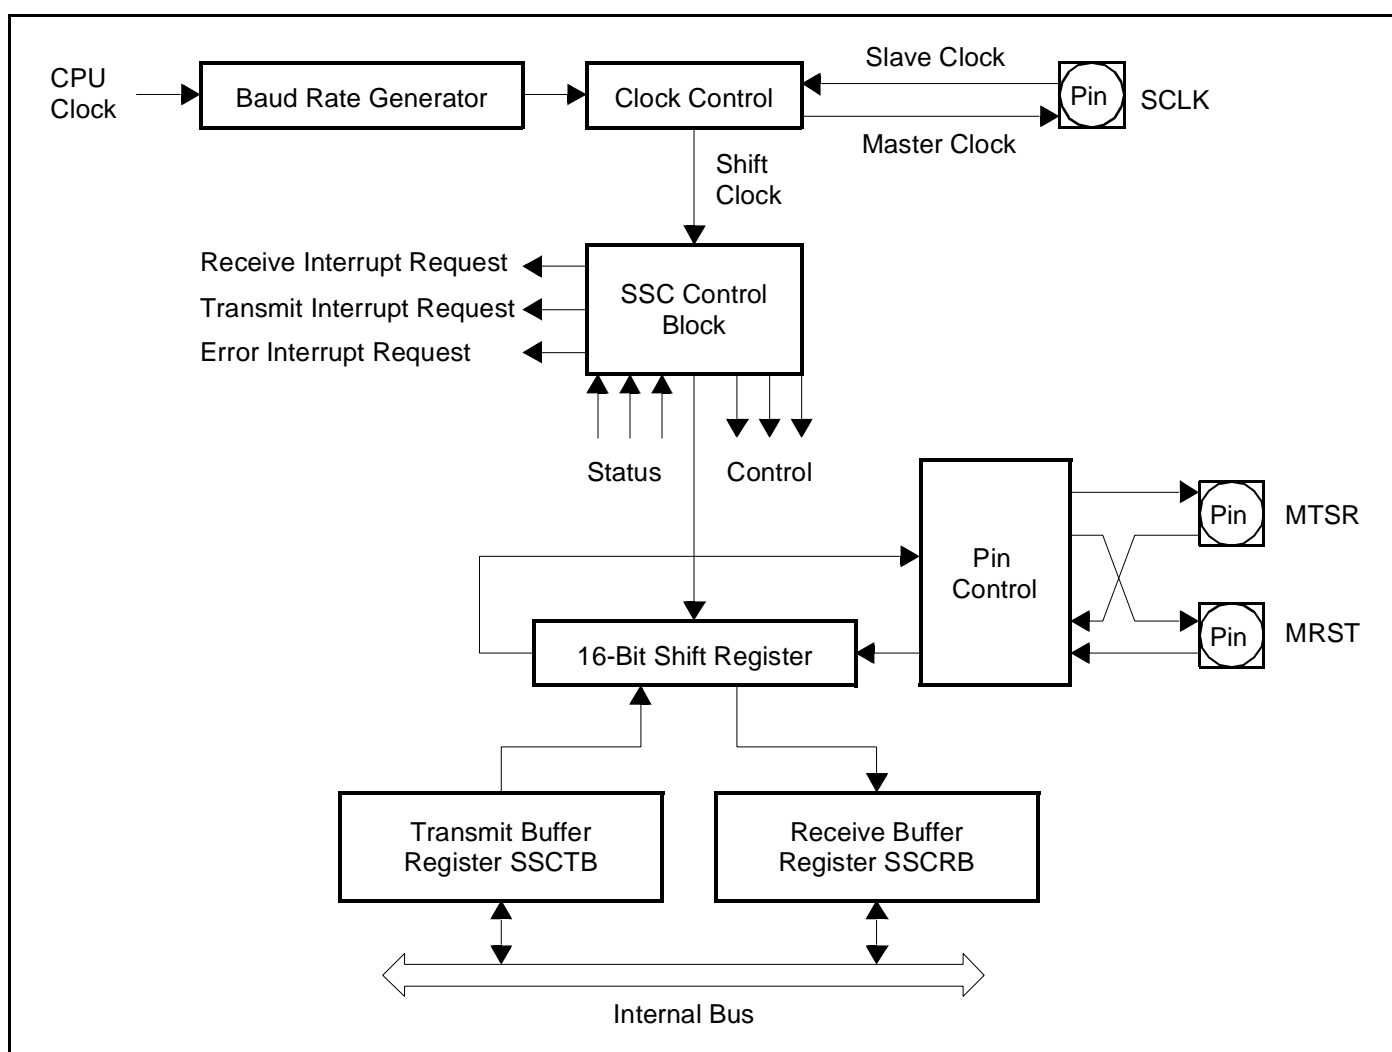 CPU
Clock
Baud Rate Generator
Clock Control
Slave Clock
Master Clock
Pin
SCLK
Shift
Clock
Receive Interrupt Request
Transmit Interrupt Request
Error Interrupt Request
SSC Control
Block
Status
Control
Pin
Control
Pin
MTSR
Pin
MRST
16-Bit Shift Register
Transmit Buffer
Register SSCTB
Receive Buffer
Register SSCRB
Internal Bus